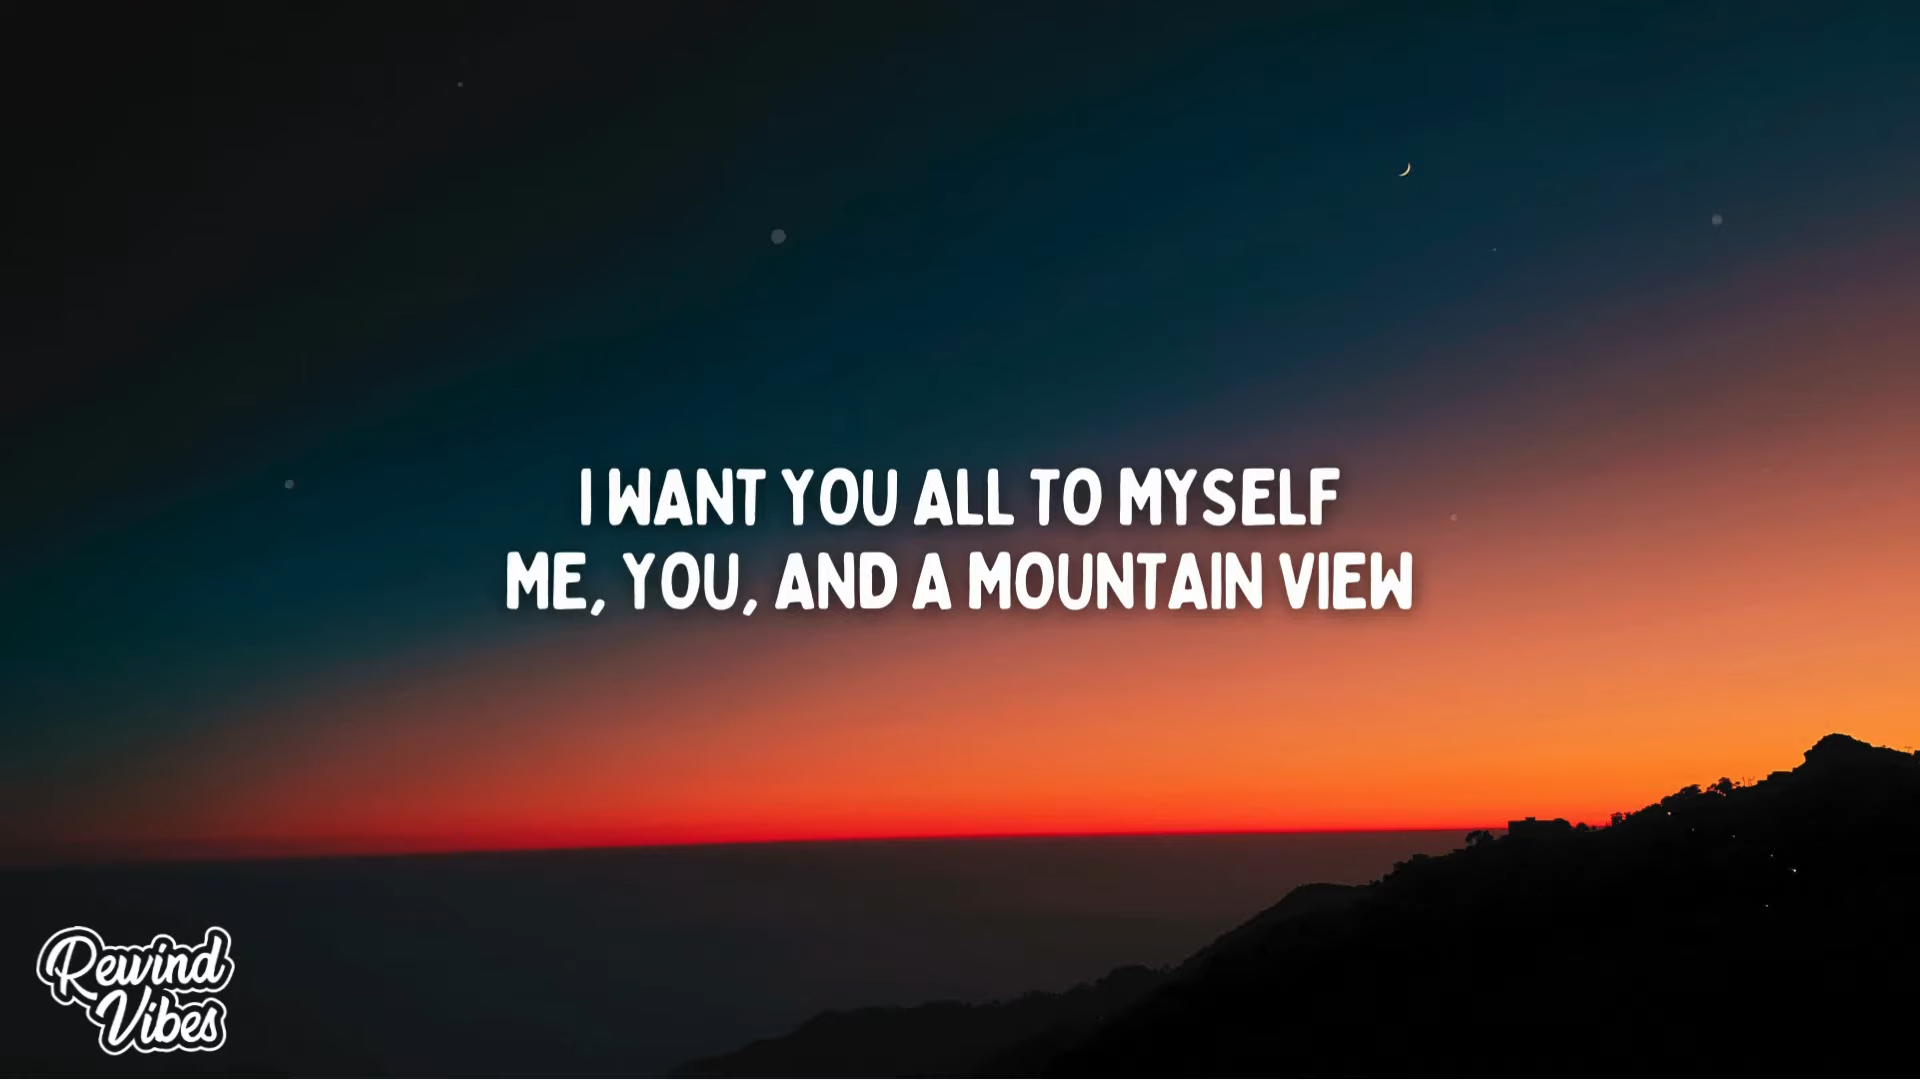 I WANT YOU ALL TO MYSELF
ME, YOU, AND A MOUNTAIN VIEW
Rewind
Vibes